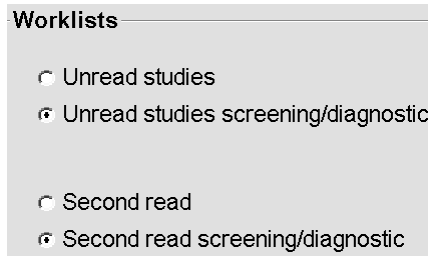 Worklists
Unread studies
Unread studies screening/diagnostic
Second read
Second read screening/diagnostic